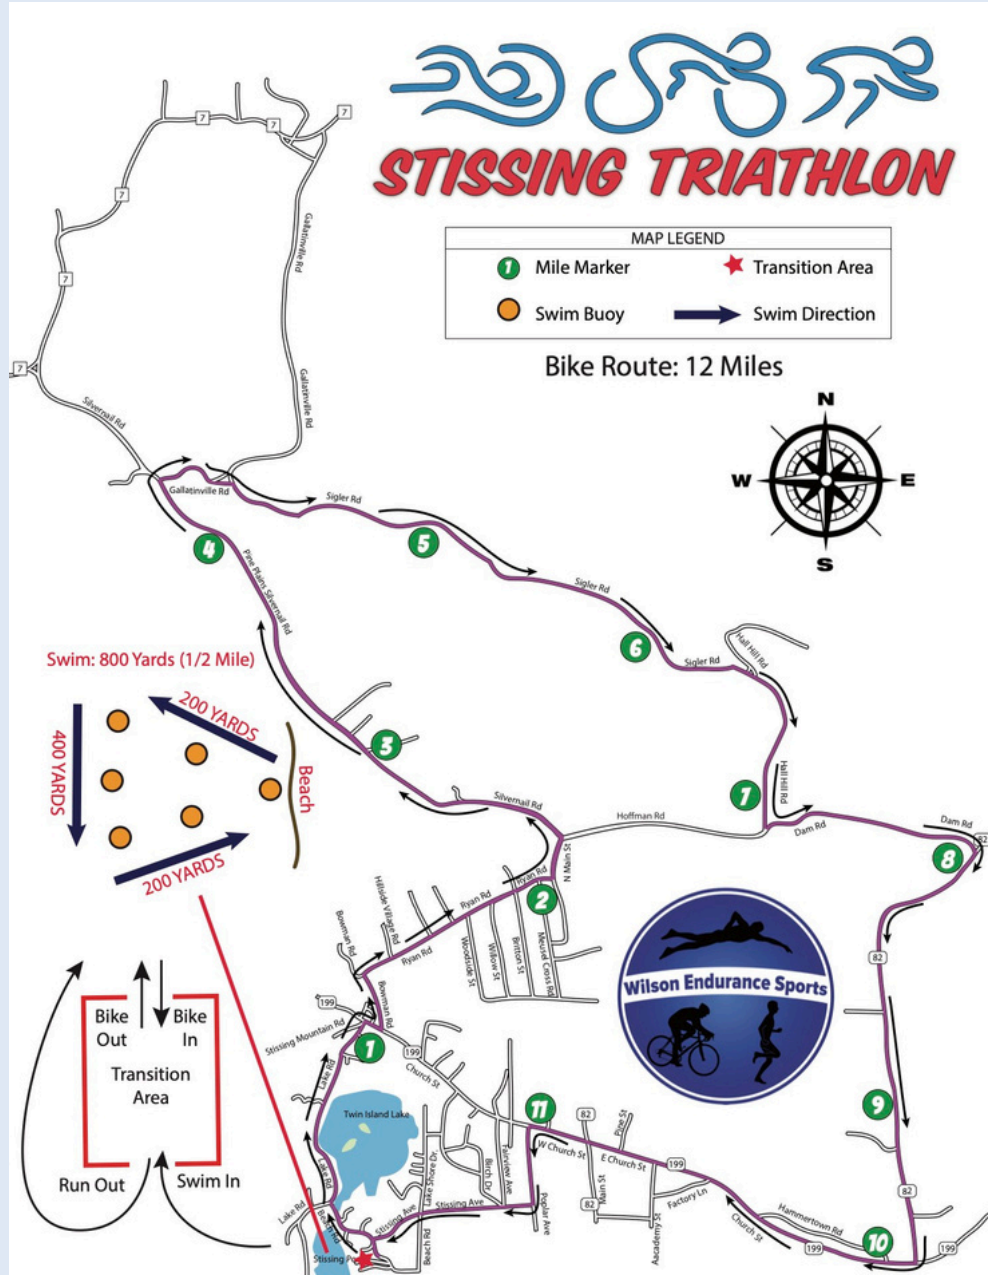 STISSING TRIATHLON
MAP LEGEND
1 Mile Marker
Transition Area
Swim Buoy
Swim Direction
Bike Route: 12 Miles
N
W E
S
7
7
7
7
7
7
Gallatinville Rd
Gallatinville Rd
Silvernail Rd
Gallatinville Rd
Sigler Rd
4
5
Pine Plains Silvernail Rd
Sigler Rd
6
Sigler Rd
Hall Hill Rd
Swim: 800 Yards (1/2 Mile)
200 YARDS
400 YARDS
Beach
200 YARDS
3
Silvernail Rd
Hoffman Rd
1
Hall Hill Rd
Dam Rd
Dam Rd
82
8
N Main St
Ryan Rd
2
Ryan Rd
Ryan Rd
Hillside Village Rd
Bowman Rd
Woodside St
Willow St
Britton St
Meusel Cross Rd
82
Wilson Endurance Sports
Bike Out
Bike In
Transition Area
Run Out
Swim In
199
Bowman Rd
Stissing Mountain Rd
1
199
Church St
Lake Rd
Twin Island Lake
Lake Rd
Lake Rd
Beach Rd
Stissing Ave
Stissing Ave
Lake Shore Dr.
Beach Rd
Birch Dr
Fairview Ave
Poplar Ave
11
82
W Church St
Pine St
E Church St
199
Main St
82
Aacademy St
Factory Ln
Church St
Hammertown Rd
199
10
199
9
82